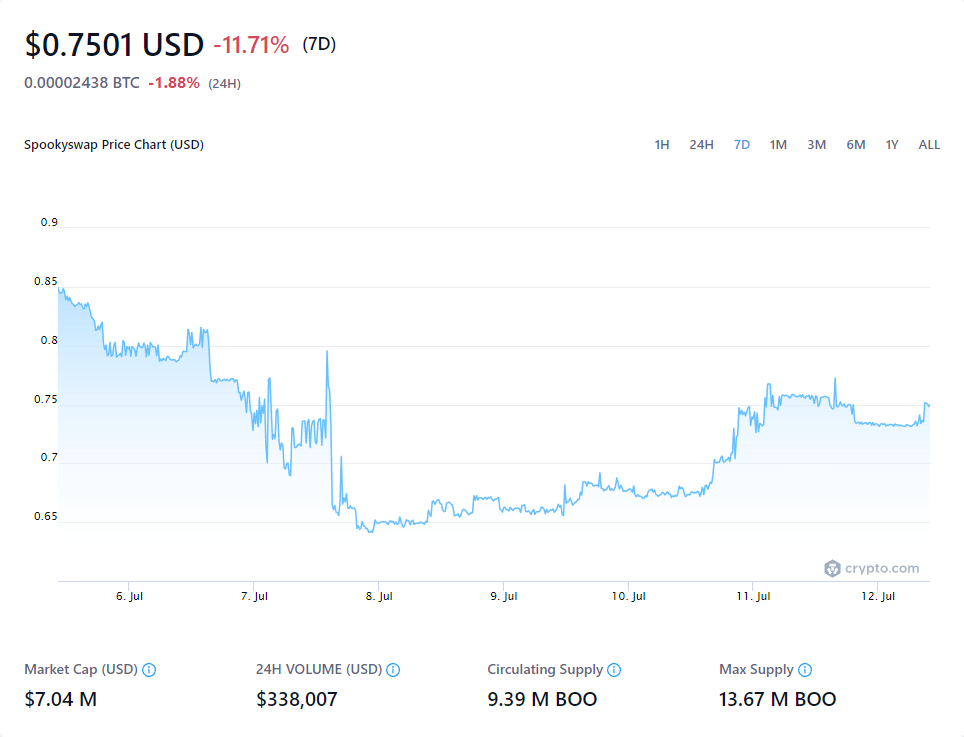 $0.7501 USD -11.71% (7D)
0.00002438 BTC -1.88% (24H)
Spookyswap Price Chart (USD) 1H 24H 7D 1M 3M 6M 1Y ALL
0.9
0.85
0.8
0.75
0.7
0.65
crypto.com
6. Jul 7. Jul 8. Jul 9. Jul 10. Jul 11. Jul 12. Jul
Market Cap (USD) 24H VOLUME (USD) Circulating Supply Max Supply
$7.04 M $338,007 9.39 M BOO 13.67 M BOO